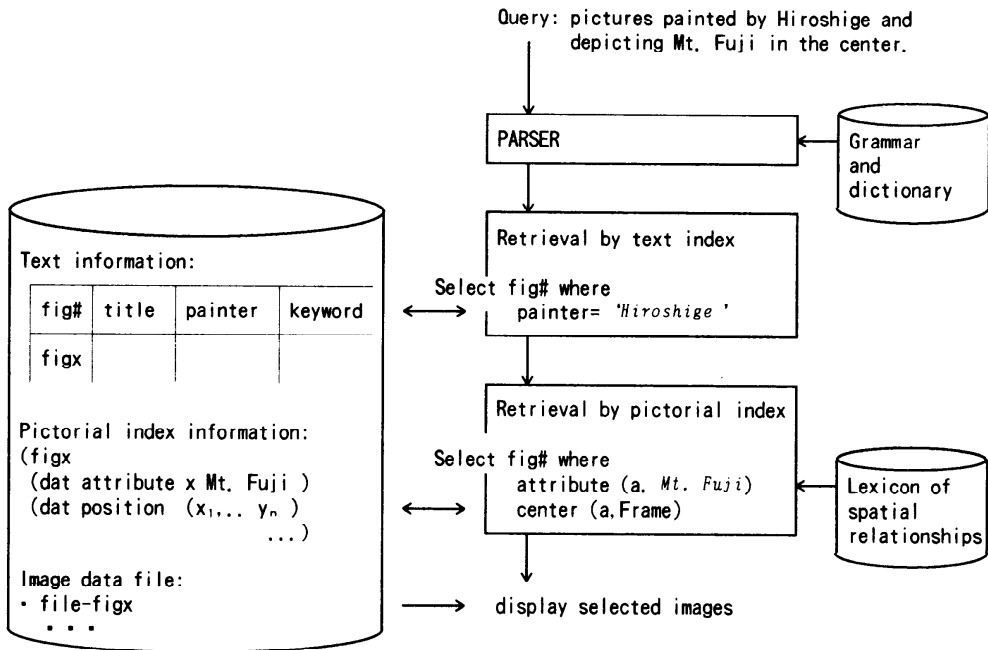 Query: pictures painted by Hiroshige and
depicting Mt. Fuji in the center.
PARSER
Grammar
and
dictionary
Retrieval by text index
Select fig# where
painter= 'Hiroshige'
Text information:
fig# title painter keyword
figx
Retrieval by pictorial index
Select fig# where
attribute (a. Mt. Fuji)
center (a,Frame)
Lexicon of
spatial
relationships
Pictorial index information:
(figx
(dat attribute x Mt. Fuji )
(dat position (x₁,.. yₙ )
...)
Image data file:
・ file-figx
・ ・ ・
display selected images